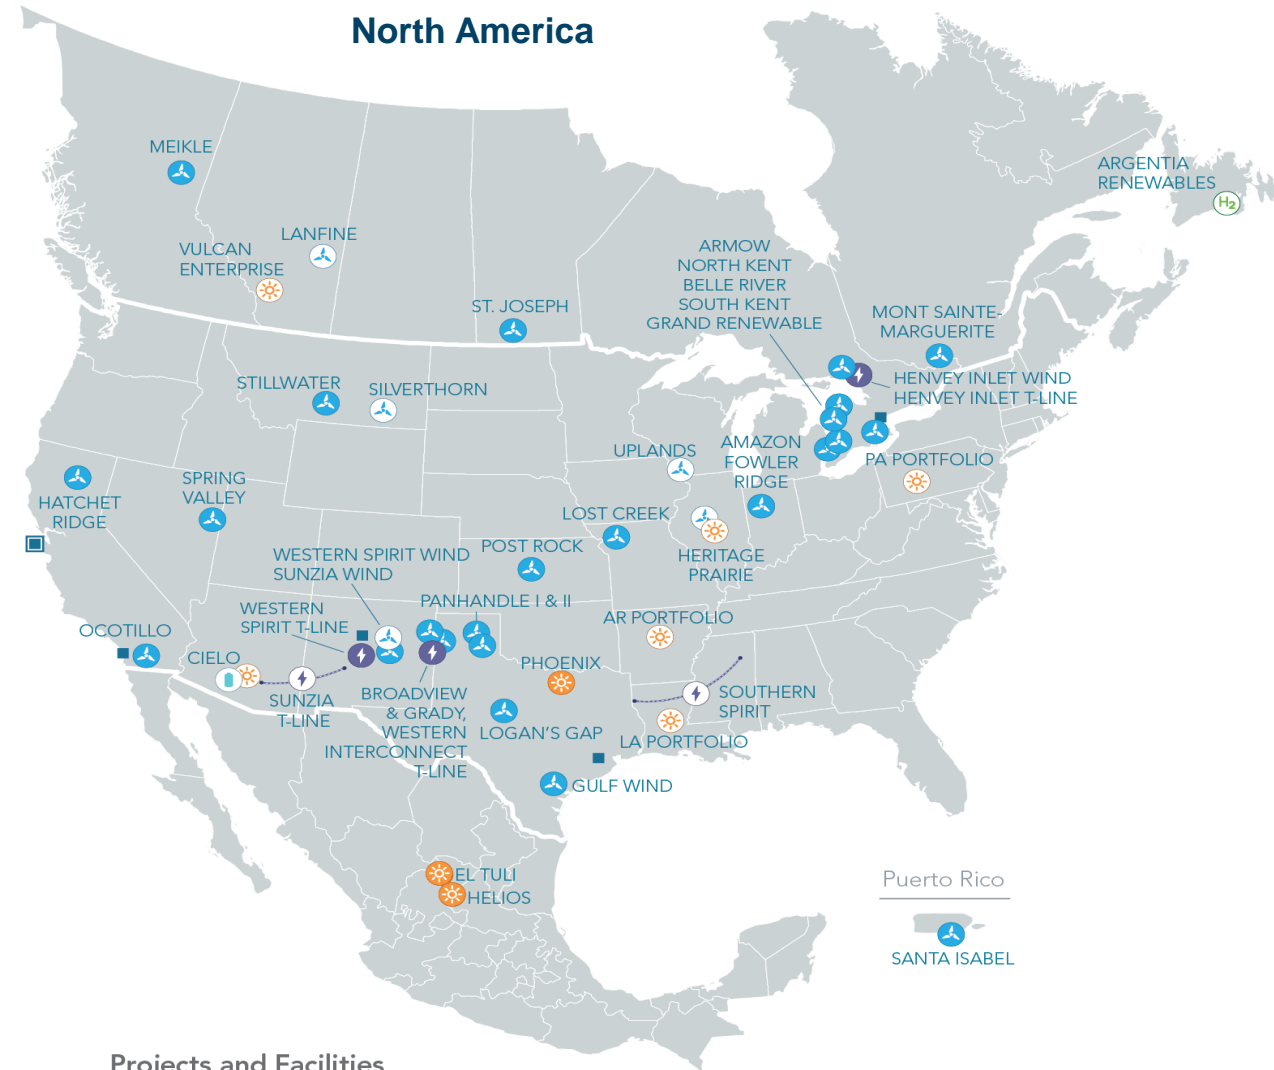 North America
MEIKLE
ARGENTIA
RENEWABLES
H2
LANFINE
VULCAN
ENTERPRISE
ARMOW
NORTH KENT
BELLE RIVER
SOUTH KENT
GRAND RENEWABLE
ST. JOSEPH
MONT SAINTE-
MARGUERITE
HENVEY INLET WIND
HENVEY INLET T-LINE
STILLWATER
SILVERTHORN
UPLANDS
AMAZON
FOWLER
RIDGE
PA PORTFOLIO
HATCHET
RIDGE
SPRING
VALLEY
LOST CREEK
POST ROCK
HERITAGE
PRAIRIE
WESTERN SPIRIT WIND
SUNZIA WIND
PANHANDLE I & II
WESTERN
SPIRIT T-LINE
AR PORTFOLIO
OCOTILLO
CIELO
PHOENIX
SUNZIA
T-LINE
BROADVIEW
& GRADY,
WESTERN
INTERCONNECT
T-LINE
LOGAN'S GAP
SOUTHERN
SPIRIT
LA PORTFOLIO
GULF WIND
EL TULI
HELIOS
Puerto Rico
SANTA ISABEL
Projects and Facilities